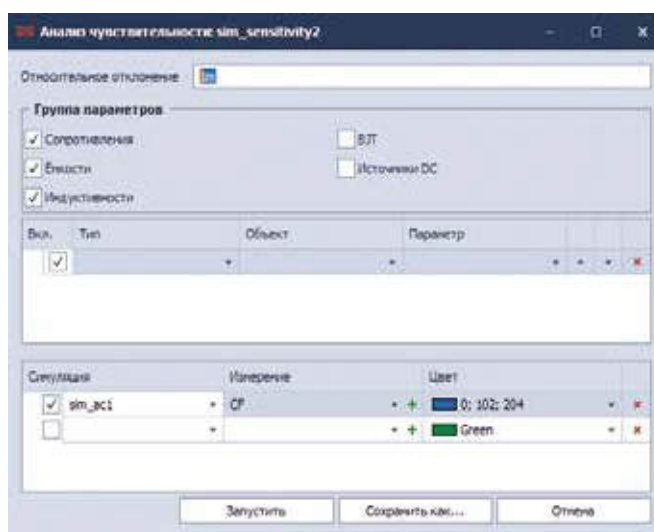 Анализ чувствительности: sim_sensitivity2
Относительное отклонение 1m
Группа параметров
Сопротивления
BJT
Ёмкости
Источники DC
Индуктивности
Вкл. Тип Объект Параметр
Симуляция Измерение Цвет
sim_ac1 CF 0; 102; 204
Green
Запустить Сохранить как... Отмена